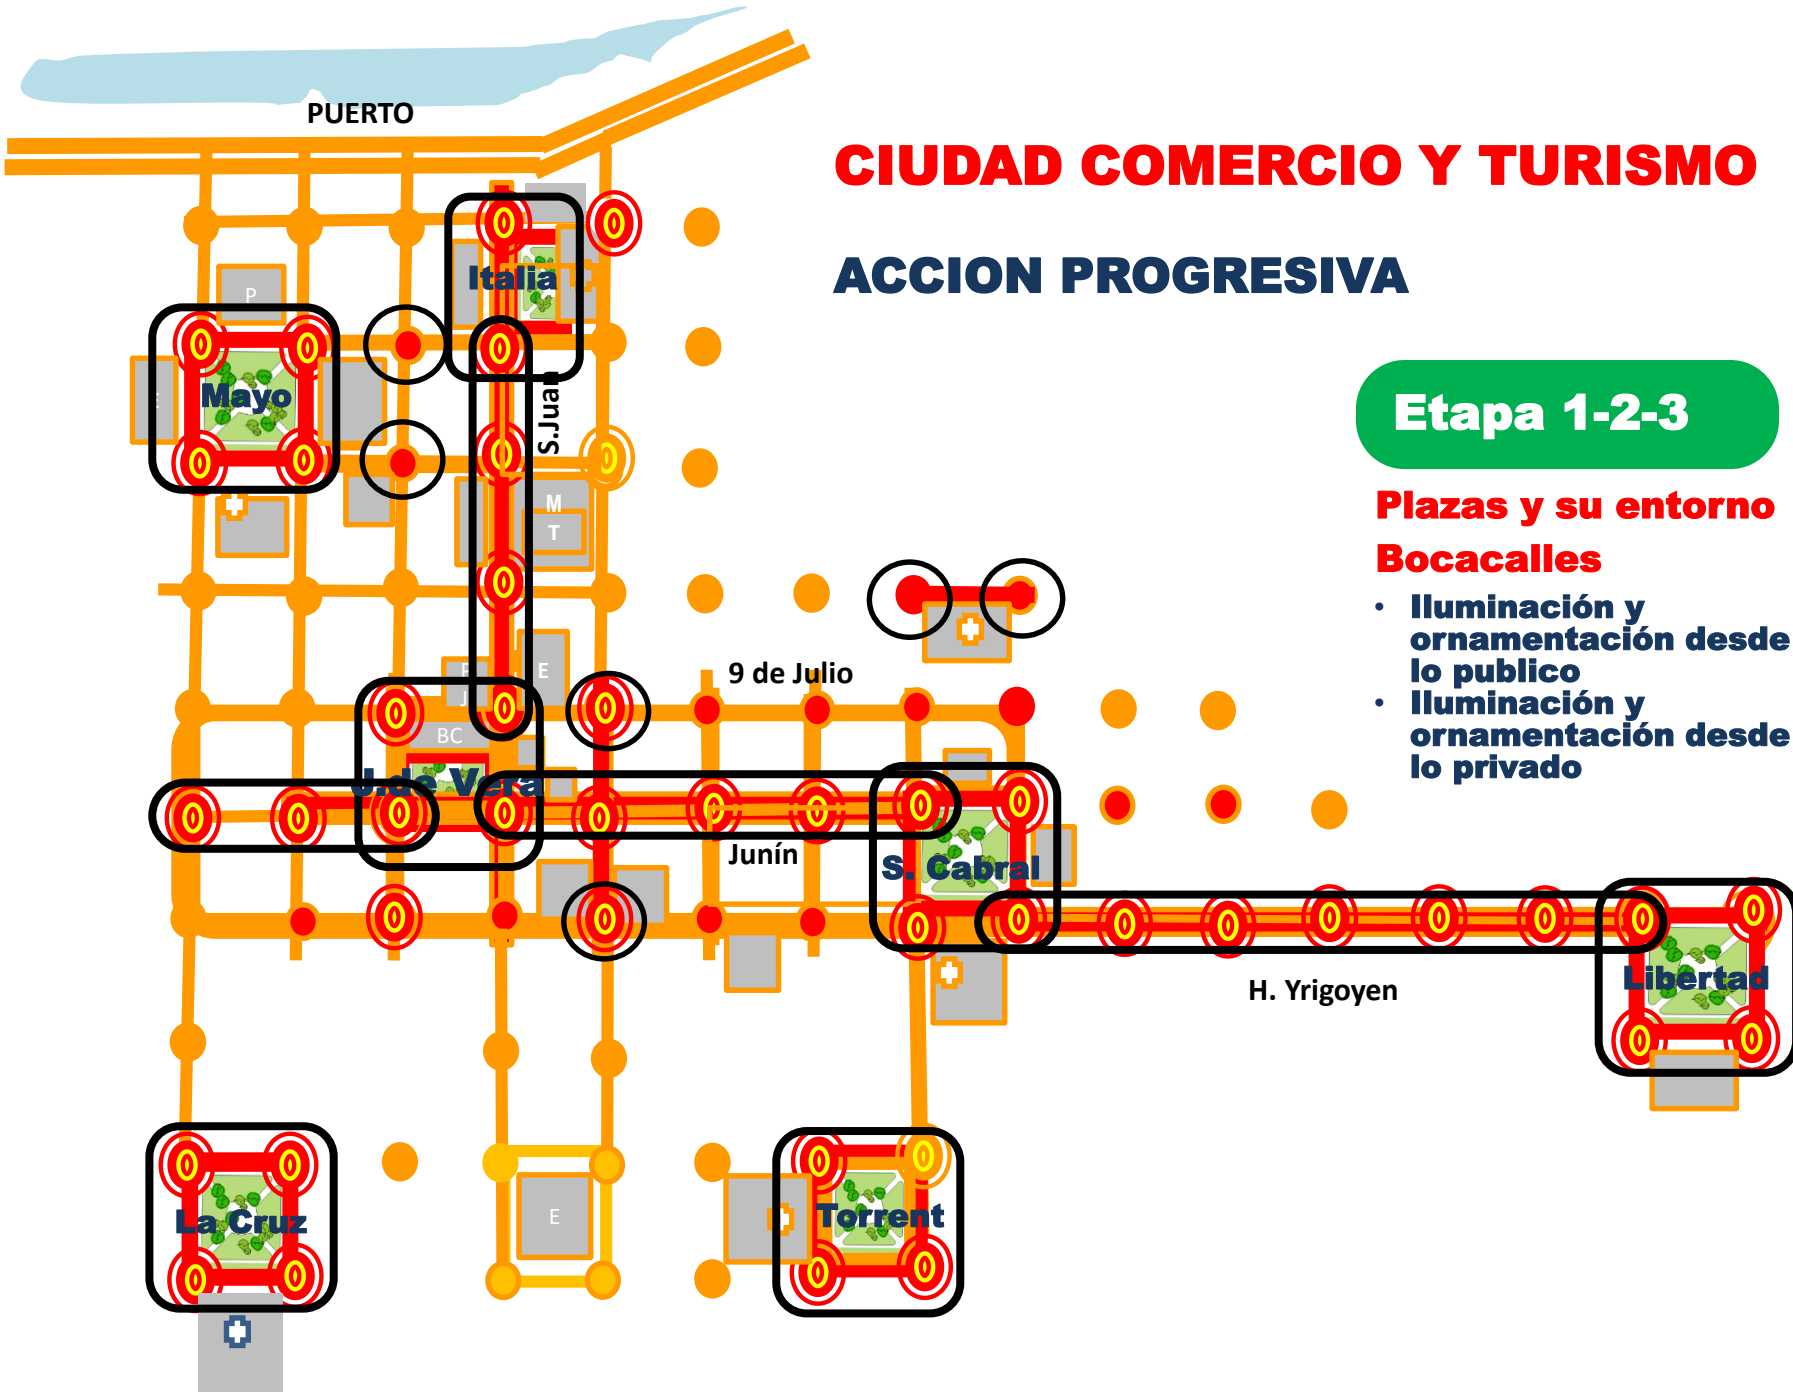 PUERTO
CIUDAD COMERCIO Y TURISMO
ACCION PROGRESIVA
Italia
P
Mayo
S.Juan
Etapa 1-2-3
Plazas y su entorno
Bocacalles
• Iluminación y
ornamentación desde
lo publico
• Iluminación y
ornamentación desde
lo privado
M
T
E
9 de Julio
BC
J.de Vera
Junín
S. Cabral
H. Yrigoyen
Libertad
La Cruz
E
Torrent